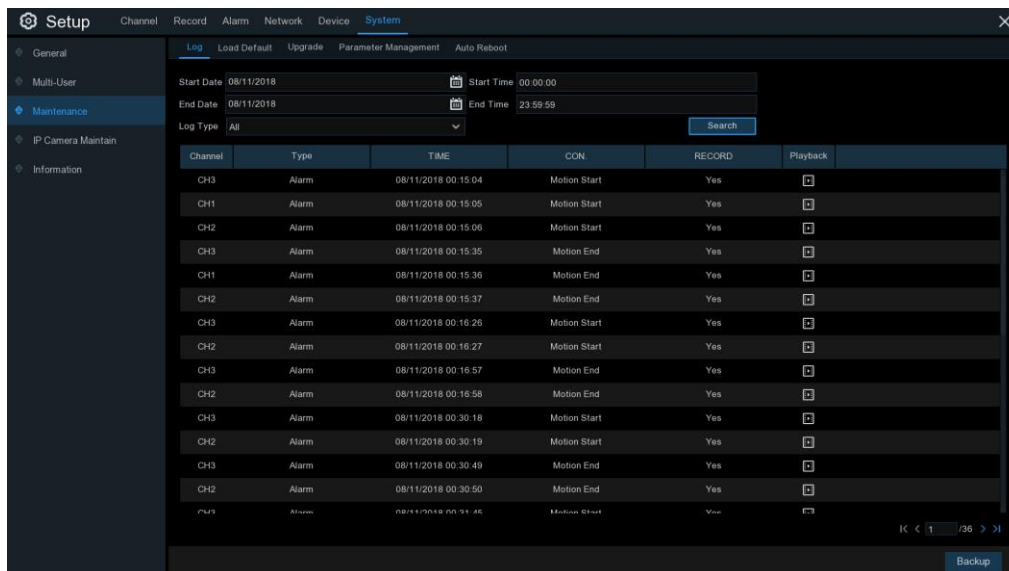 Setup Channel Record Alarm Network Device System
General
Multi-User
Maintenance
IP Camera Maintain
Information
Log Load Default Upgrade Parameter Management Auto Reboot
Start Date 08/11/2018 Start Time 00:00:00
End Date 08/11/2018 End Time 23:59:59
Log Type All Search
Channel Type TIME CON. RECORD Playback
CH3 Alarm 08/11/2018 00:15:04 Motion Start Yes
CH1 Alarm 08/11/2018 00:15:05 Motion Start Yes
CH2 Alarm 08/11/2018 00:15:06 Motion Start Yes
CH3 Alarm 08/11/2018 00:15:35 Motion End Yes
CH1 Alarm 08/11/2018 00:15:36 Motion End Yes
CH2 Alarm 08/11/2018 00:15:37 Motion End Yes
CH3 Alarm 08/11/2018 00:16:26 Motion Start Yes
CH2 Alarm 08/11/2018 00:16:27 Motion Start Yes
CH3 Alarm 08/11/2018 00:16:57 Motion End Yes
CH2 Alarm 08/11/2018 00:16:58 Motion End Yes
CH3 Alarm 08/11/2018 00:30:18 Motion Start Yes
CH2 Alarm 08/11/2018 00:30:19 Motion Start Yes
CH3 Alarm 08/11/2018 00:30:49 Motion End Yes
CH2 Alarm 08/11/2018 00:30:50 Motion End Yes
CH3 Alarm 08/11/2018 00:31:45 Motion Start Yes
1 /36
Backup